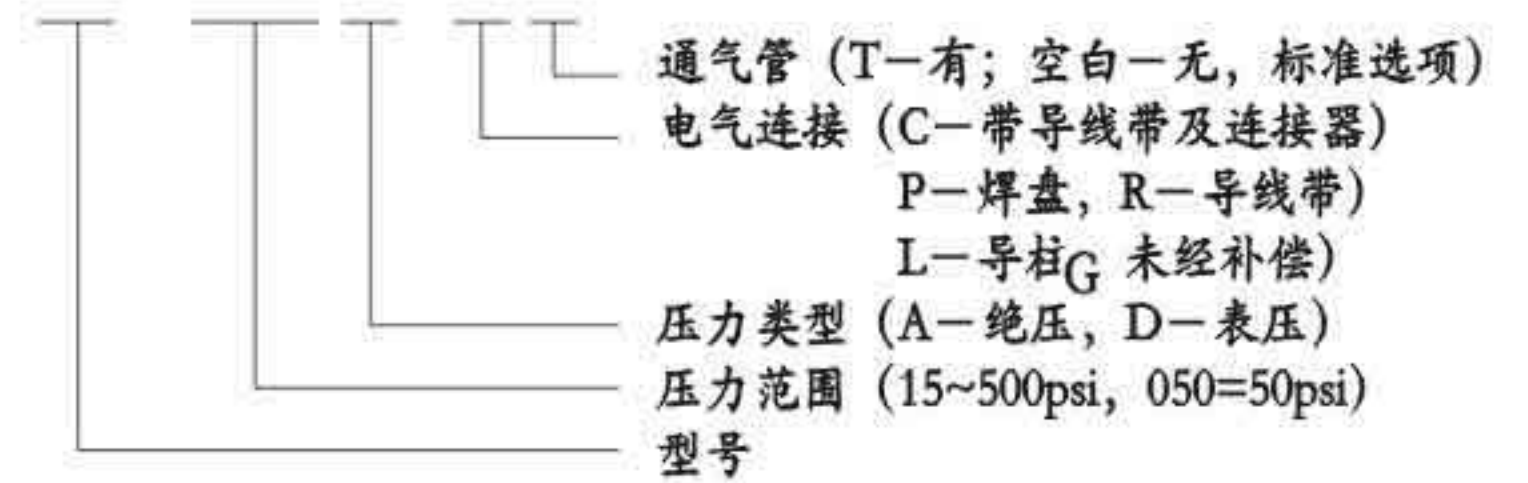 通气管（T－有；空白－无，标准选项）
电气连接（C－带导线带及连接器）
P－焊盘，R－导线带）
L－导柱G 未经补偿）
压力类型（A－绝压，D－表压）
压力范围（15~500psi，050=50psi）
型号